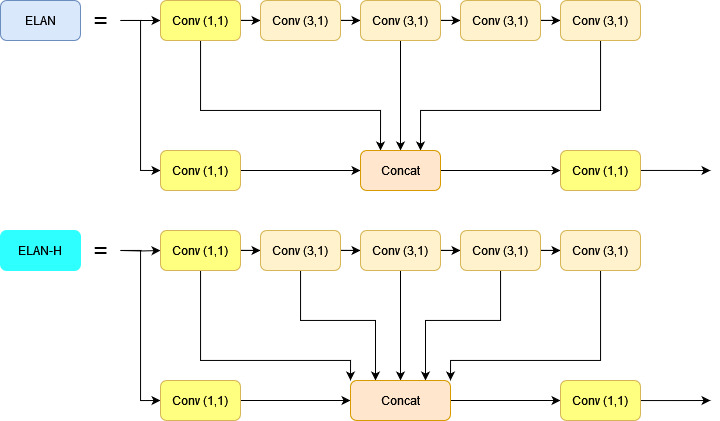 ELAN = Conv (1,1) Conv (3,1) Conv (3,1) Conv (3,1) Conv (3,1)
Conv (1,1) Concat Conv (1,1)
ELAN-H = Conv (1,1) Conv (3,1) Conv (3,1) Conv (3,1) Conv (3,1)
Conv (1,1) Concat Conv (1,1)